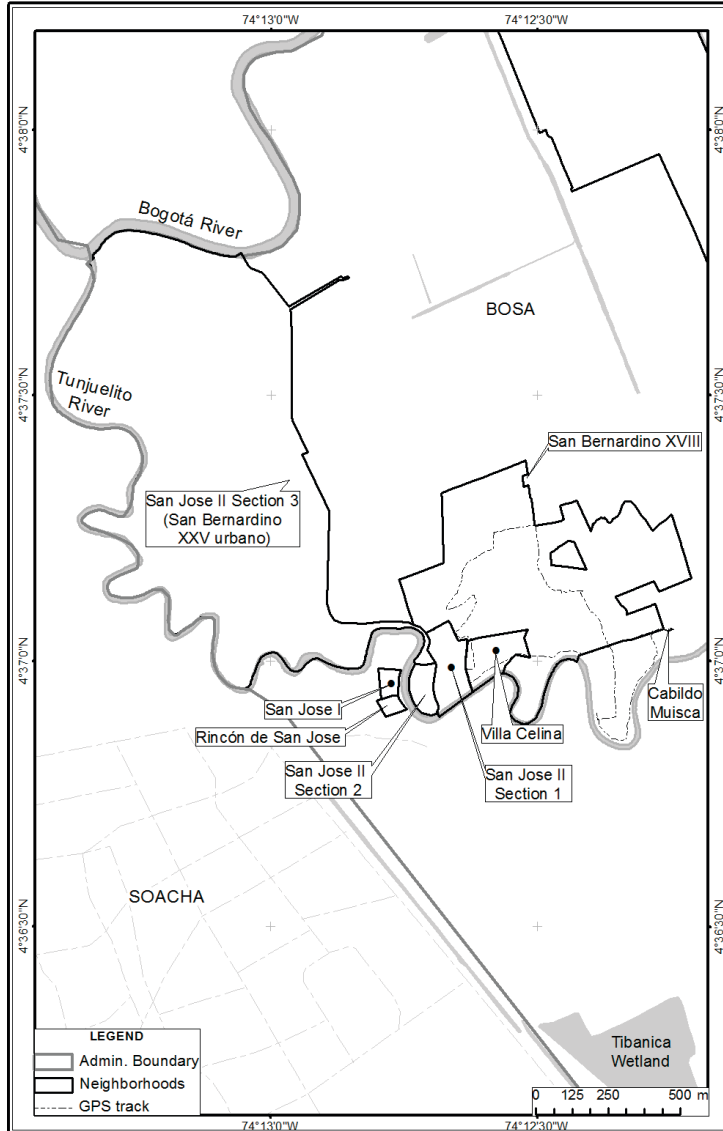 74°13'0"W
74°12'30"W
4°38'0"N
4°38'0"N
Bogotá River
BOSA
Tunjuelito
River
4°37'30"N
4°37'30"N
San Bernardino XVIII
San Jose II Section 3
(San Bernardino
XXV urbano)
4°37'0"N
4°37'0"N
San Jose I
Rincón de San Jose
Villa Celina
Cabildo
Muisca
San Jose II
Section 2
San Jose II
Section 1
SOACHA
4°36'30"N
4°36'30"N
Tibanica
Wetland
LEGEND
Admin. Boundary
Neighborhoods
GPS track
0 125 250 500 m
74°13'0"W
74°12'30"W